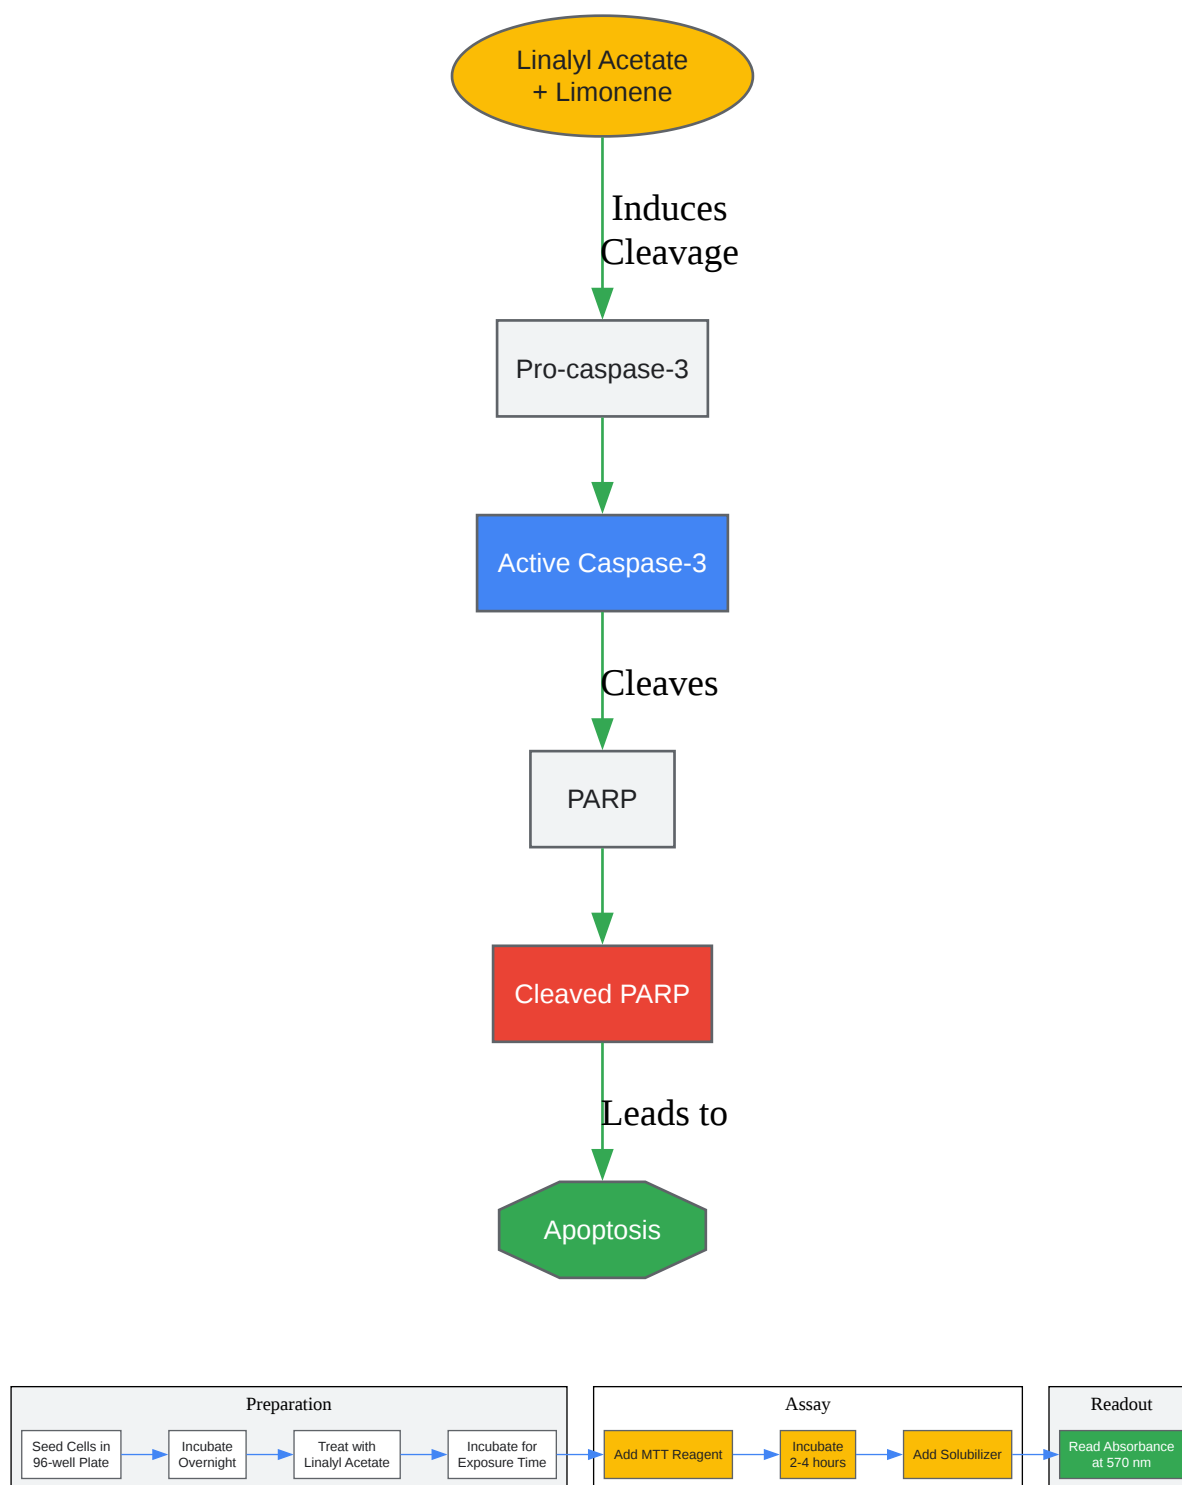 Linalyl Acetate
+ Limonene
Induces
Cleavage
Pro-caspase-3
Active Caspase-3
Cleaves
PARP
Cleaved PARP
Leads to
Apoptosis
Preparation
Seed Cells in
96-well Plate
Incubate
Overnight
Treat with
Linalyl Acetate
Incubate for
Exposure Time
Assay
Add MTT Reagent
Incubate
2-4 hours
Add Solubilizer
Readout
Read Absorbance
at 570 nm